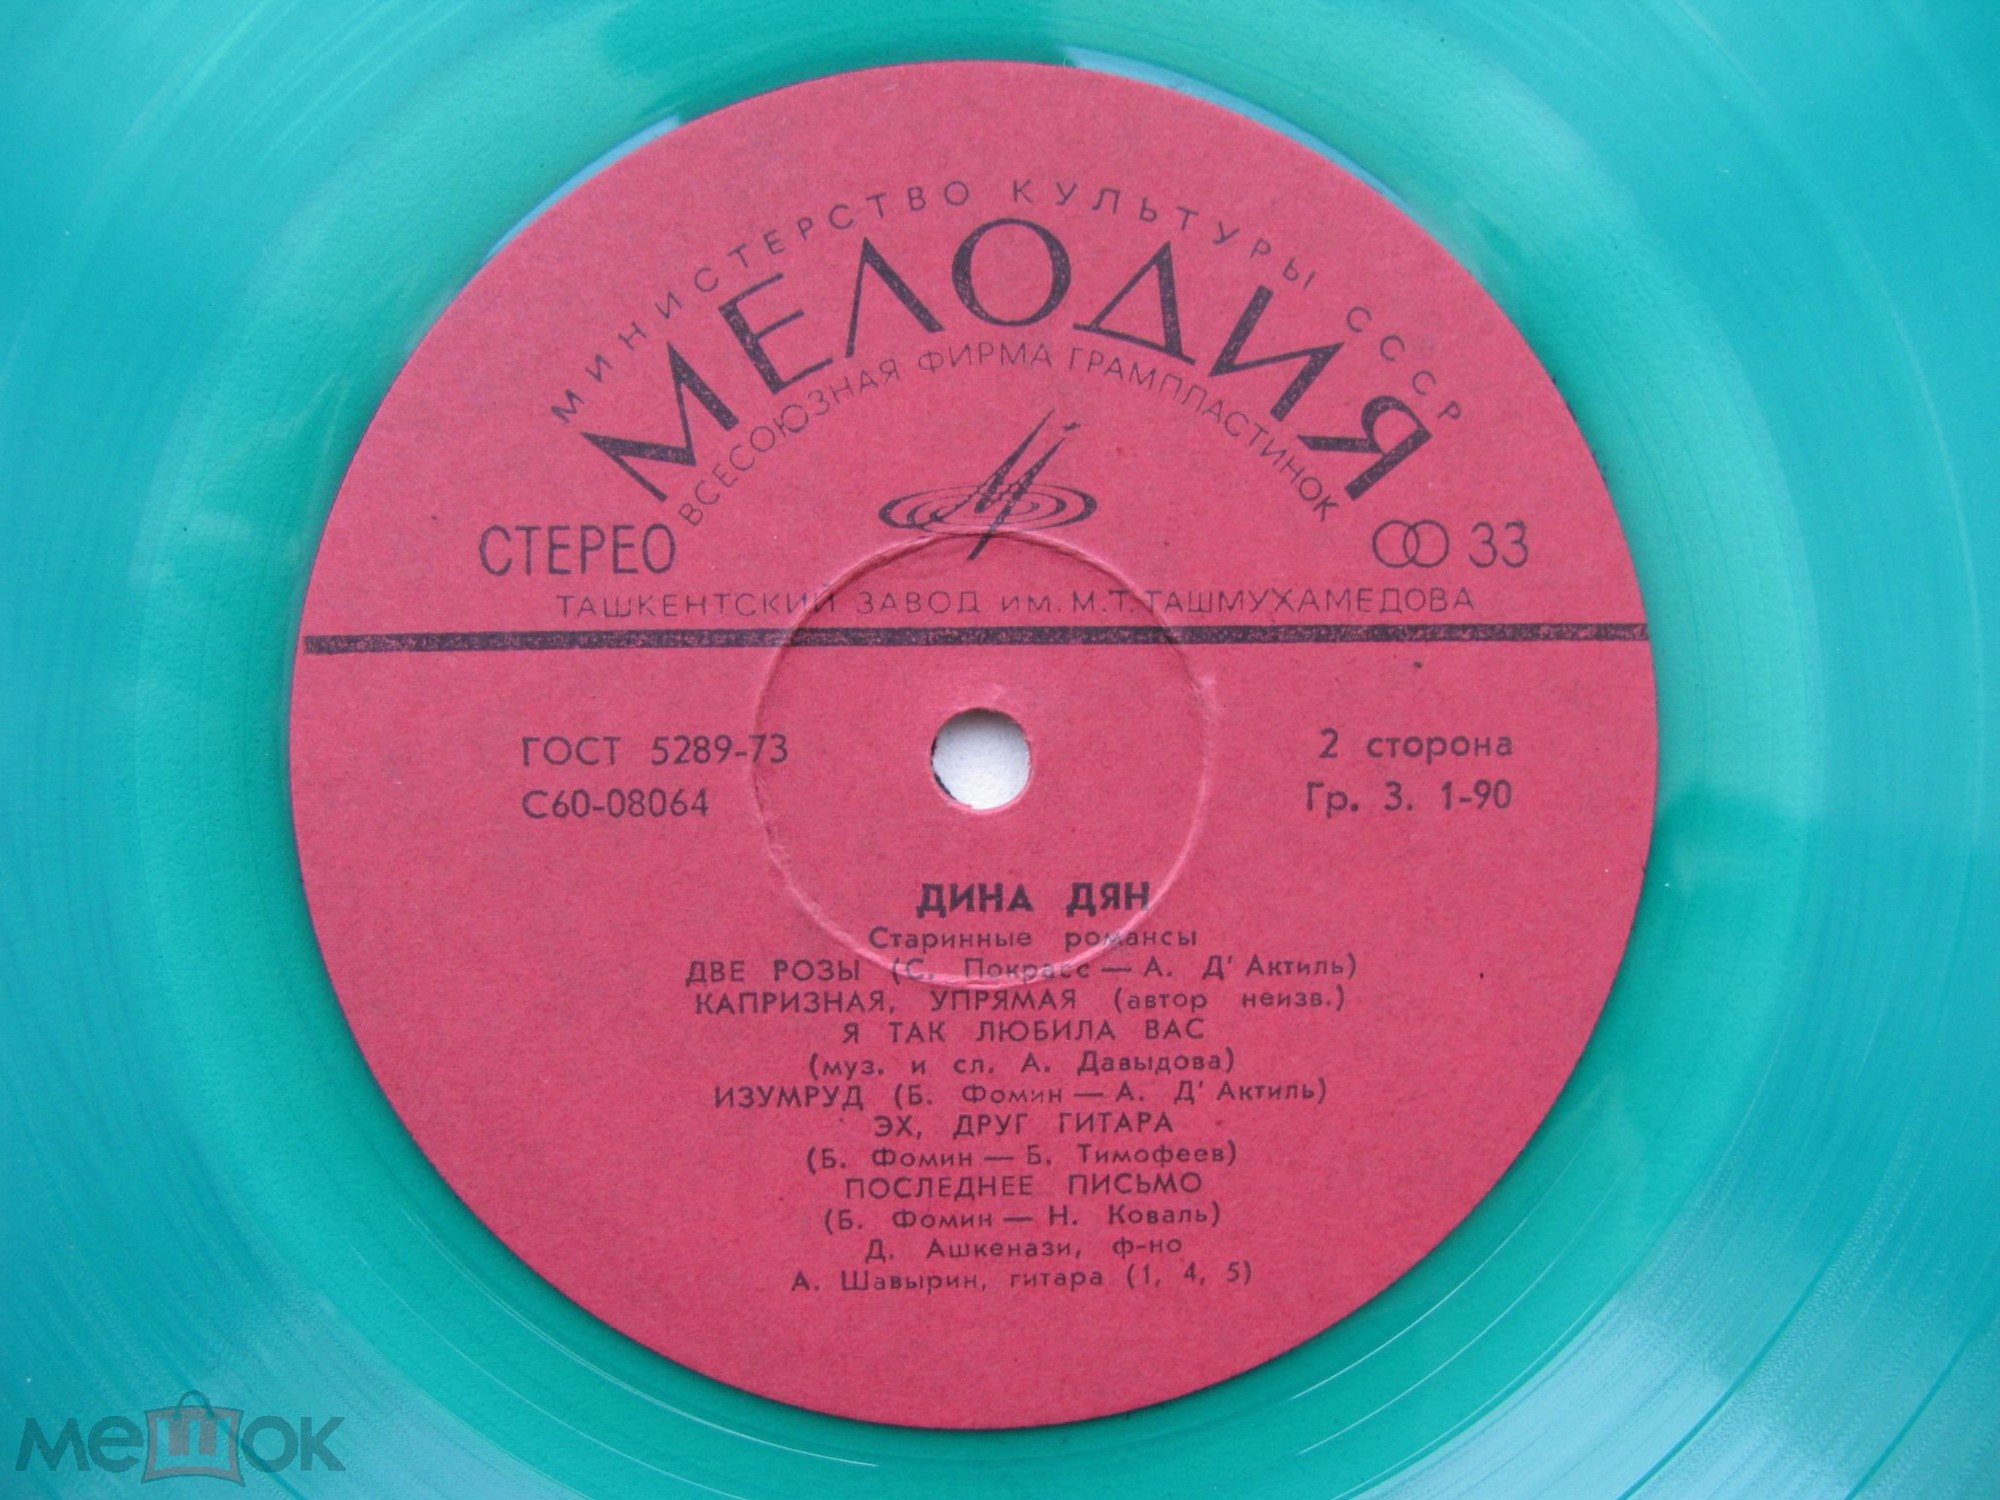 МИНИСТЕРСТВО КУЛЬТУРЫ СССР
МЕЛОДИЯ
ВСЕСОЮЗНАЯ ФИРМА ГРАМПЛАСТИНОК
СТЕРЕО 33
ТАШКЕНТСКИЙ ЗАВОД ИМ. М.Т. ТАШМУХАМЕДОВА
ГОСТ 5289-73 2 сторона
С60-08064 Гр. 3. 1-90
ДИНА ДЯН
Старинные романсы
ДВЕ РОЗЫ (С. Покрасс — А. Д' Актиль)
КАПРИЗНАЯ, УПРЯМАЯ (автор неизв.)
Я ТАК ЛЮБИЛА ВАС
(муз. и сл. А. Давыдова)
ИЗУМРУД (Б. Фомин — А. Д' Актиль)
ЭХ, ДРУГ ГИТАРА
(Б. Фомин — Б. Тимофеев)
ПОСЛЕДНЕЕ ПИСЬМО
(Б. Фомин — Н. Коваль)
Д. Ашкенази, ф-но
А. Шавырин, гитара (1, 4, 5)
мешок